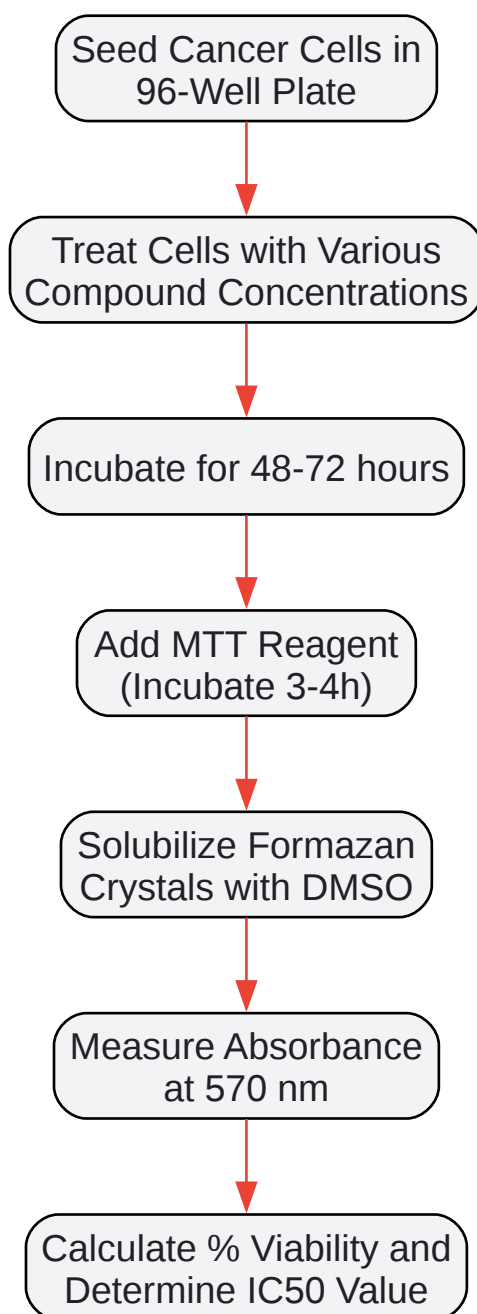 Seed Cancer Cells in
96-Well Plate
Treat Cells with Various
Compound Concentrations
Incubate for 48-72 hours
Add MTT Reagent
(Incubate 3-4h)
Solubilize Formazan
Crystals with DMSO
Measure Absorbance
at 570 nm
Calculate % Viability and
Determine IC50 Value